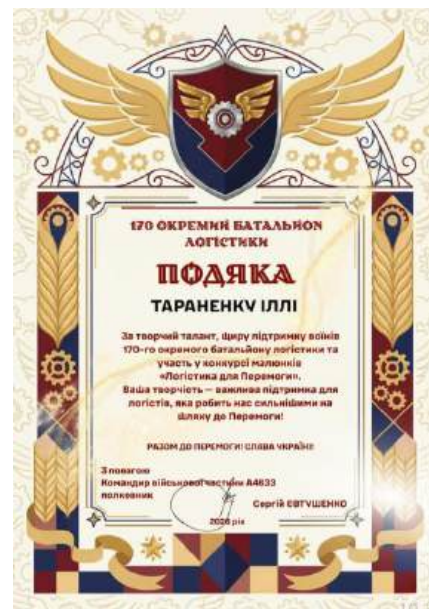 170 ОКРЕМИЙ БАТАЛЬЙОН
ЛОГІСТИКИ
ПОДЯКА
ТАРАНЕНКУ ІЛЛІ
За творчий талант, щиру підтримку воїнів
170-го окремого батальйону логістики та
участь у конкурсі малюнків
«Логістика для Перемоги».
Ваша творчість — важлива підтримка для
логістів, яка робить нас сильнішими на
шляху до Перемоги!
РАЗОМ ДО ПЕРЕМОГИ! СЛАВА УКРАЇНІ!
З повагою
Командир військової частини А4633
полковник
Сергій ЄВТУШЕНКО
2026 рік